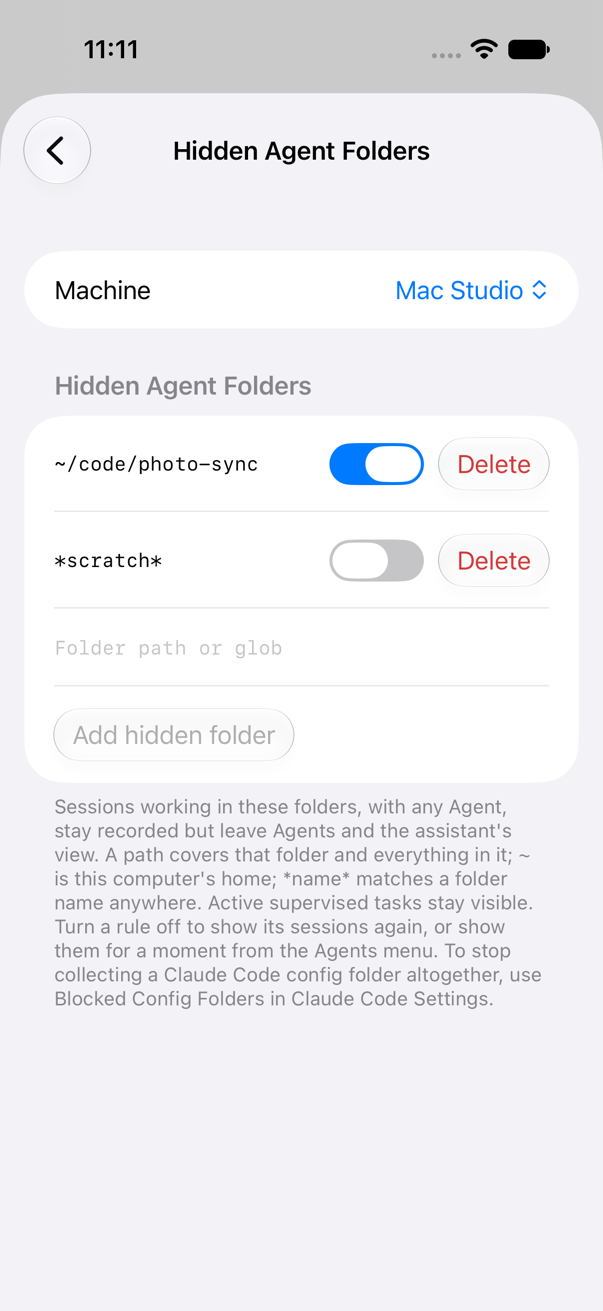 11:11
Hidden Agent Folders
Machine
Mac Studio
Hidden Agent Folders
~/code/photo-sync
Delete
*scratch*
Delete
Folder path or glob
Add hidden folder
Sessions working in these folders, with any Agent,
stay recorded but leave Agents and the assistant's
view. A path covers that folder and everything in it; ~
is this computer's home; *name* matches a folder
name anywhere. Active supervised tasks stay visible.
Turn a rule off to show its sessions again, or show
them for a moment from the Agents menu. To stop
collecting a Claude Code config folder altogether, use
Blocked Config Folders in Claude Code Settings.